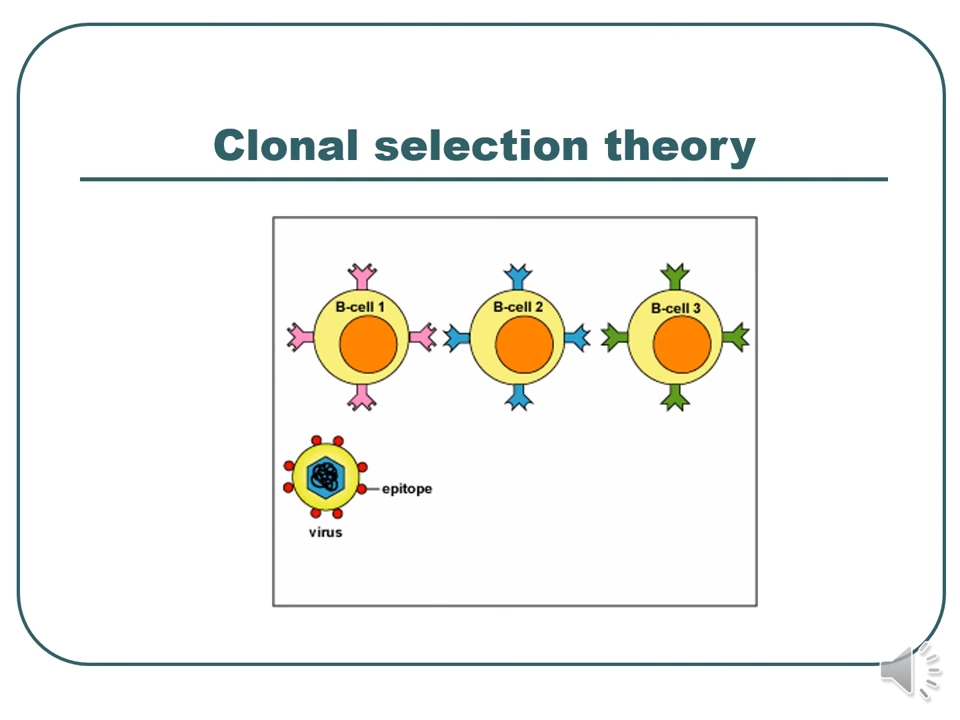 Clonal selection theory
B-cell 1
B-cell 2
B-cell 3
epitope
virus